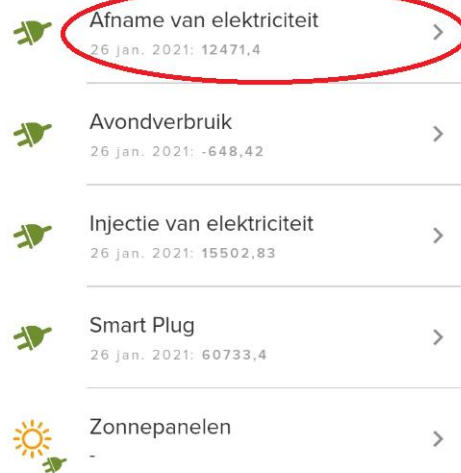 Afname van elektriciteit
26 jan. 2021: 12471,4
Avondverbruik
26 jan. 2021: -648,42
Injectie van elektriciteit
26 jan. 2021: 15502,83
Smart Plug
26 jan. 2021: 60733,4
Zonnepanelen
-